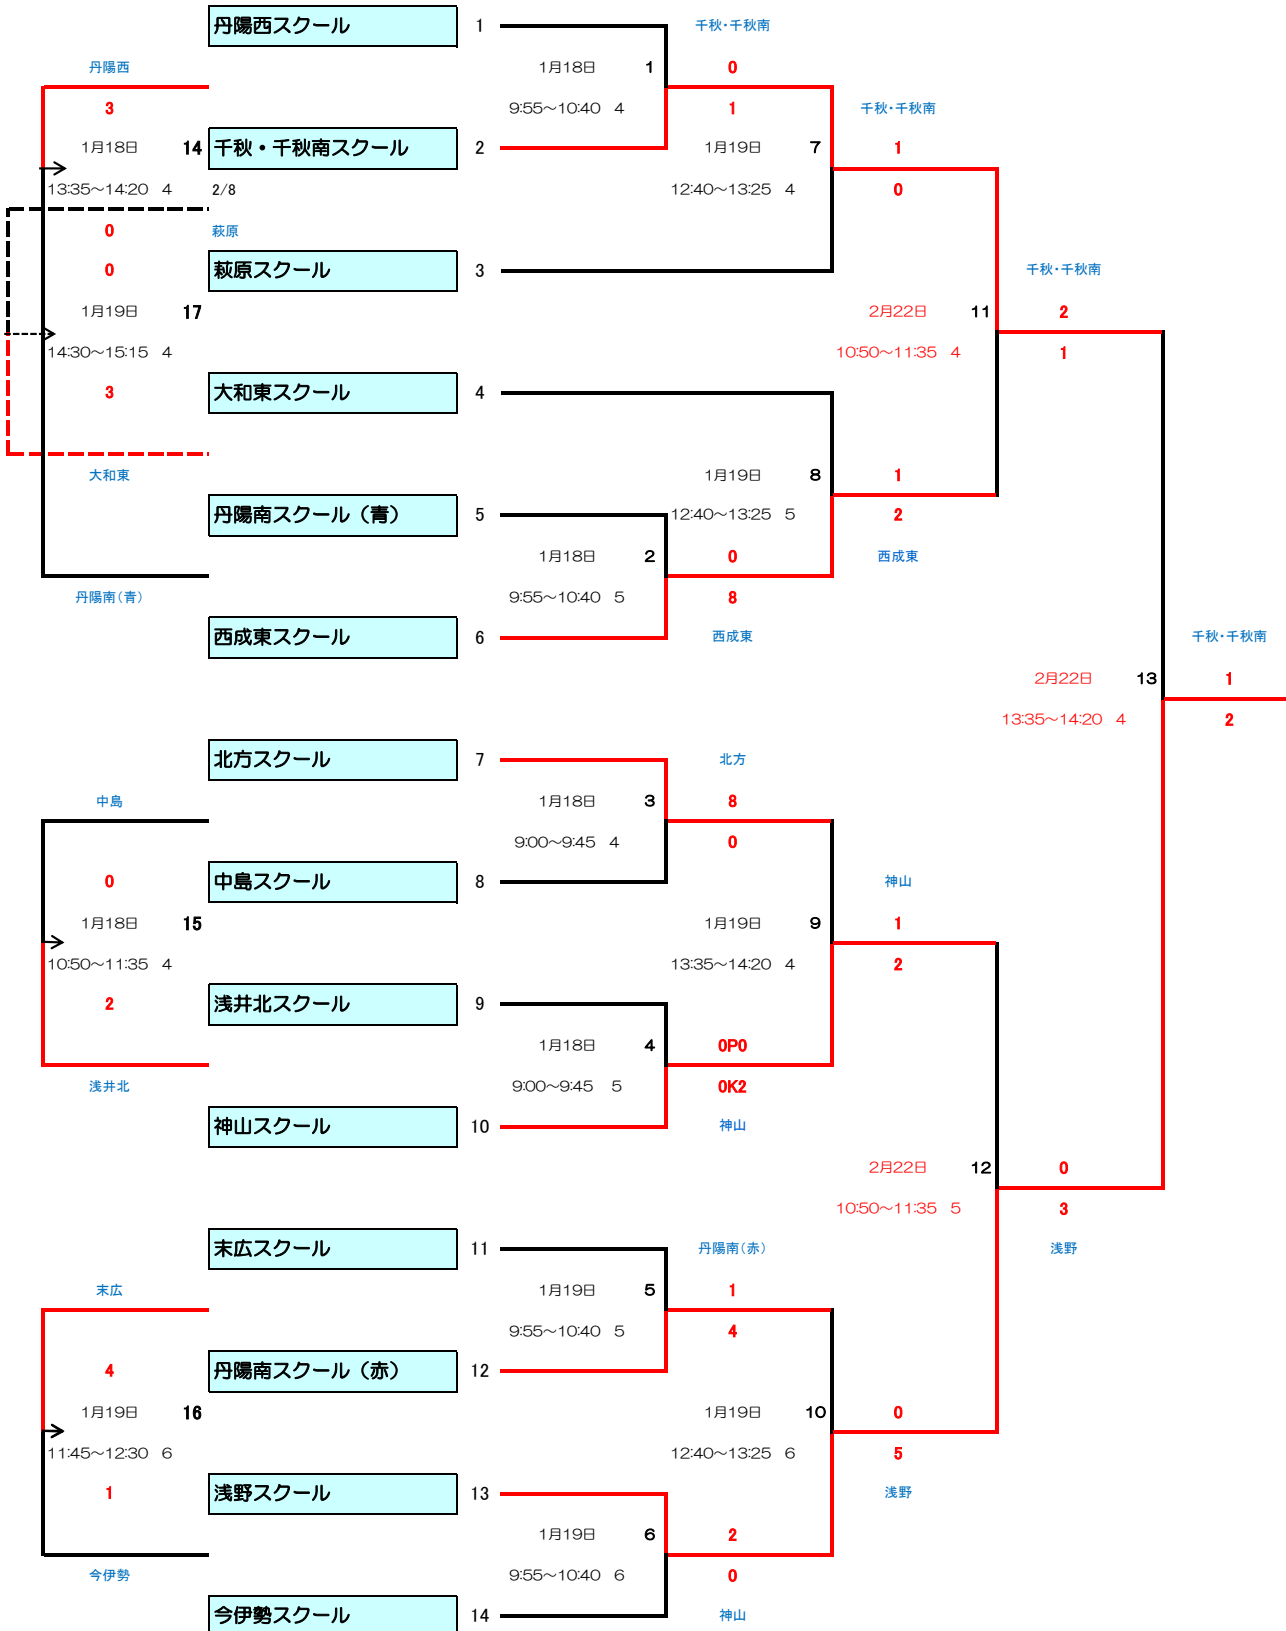 丹陽西スクール 1 千秋・千秋南
丹陽西 1月18日 1 0
3 9:55～10:40 4 1 千秋・千秋南
1月18日 14 千秋・千秋南スクール 2 1月19日 7 1
13:35～14:20 4 2/8 12:40～13:25 4 0
0 萩原
0 萩原スクール 3 千秋・千秋南
1月19日 17 2月22日 11 2
14:30～15:15 4 10:50～11:35 4 1
3 大和東スクール 4
大和東 1月19日 8 1
丹陽南スクール（青） 5 12:40～13:25 5 2
1月18日 2 0 西成東
丹陽南（青） 9:55～10:40 5 8
西成東スクール 6 西成東 千秋・千秋南
2月22日 13 1
13:35～14:20 4 2
北方スクール 7 北方
中島 1月18日 3 8
9:00～9:45 4 0
0 中島スクール 8 神山
1月18日 15 1月19日 9 1
10:50～11:35 4 13:35～14:20 4 2
2 浅井北スクール 9
1月18日 4 0P0
浅井北 9:00～9:45 5 0K2
神山スクール 10 神山
2月22日 12 0
10:50～11:35 5 3
末広スクール 11 丹陽南（赤） 浅野
末広 1月19日 5 1
9:55～10:40 5 4
4 丹陽南スクール（赤） 12
1月19日 16 1月19日 10 0
11:45～12:30 6 12:40～13:25 6 5
1 浅野スクール 13 浅野
1月19日 6 2
今伊勢 9:55～10:40 6 0
今伊勢スクール 14 神山